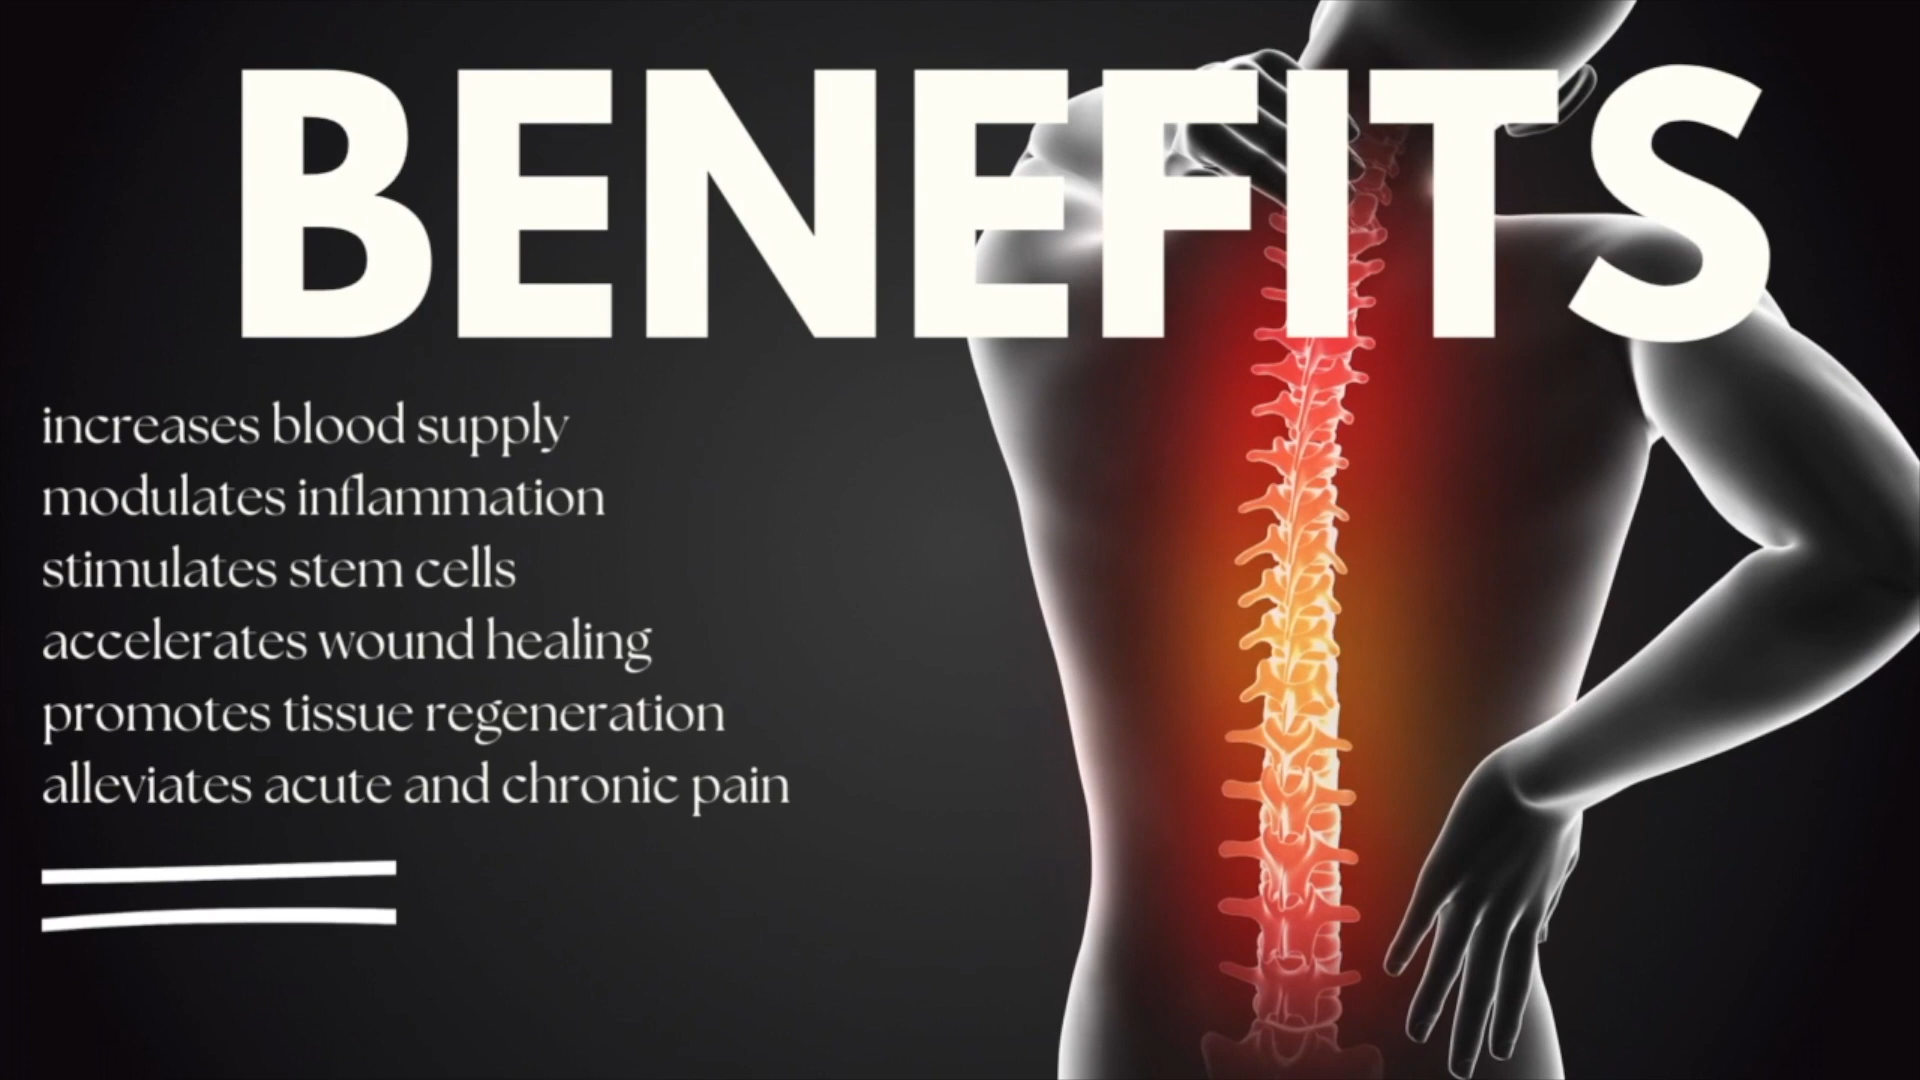 BENEFITS
increases blood supply
modulates inflammation
stimulates stem cells
accelerates wound healing
promotes tissue regeneration
alleviates acute and chronic pain